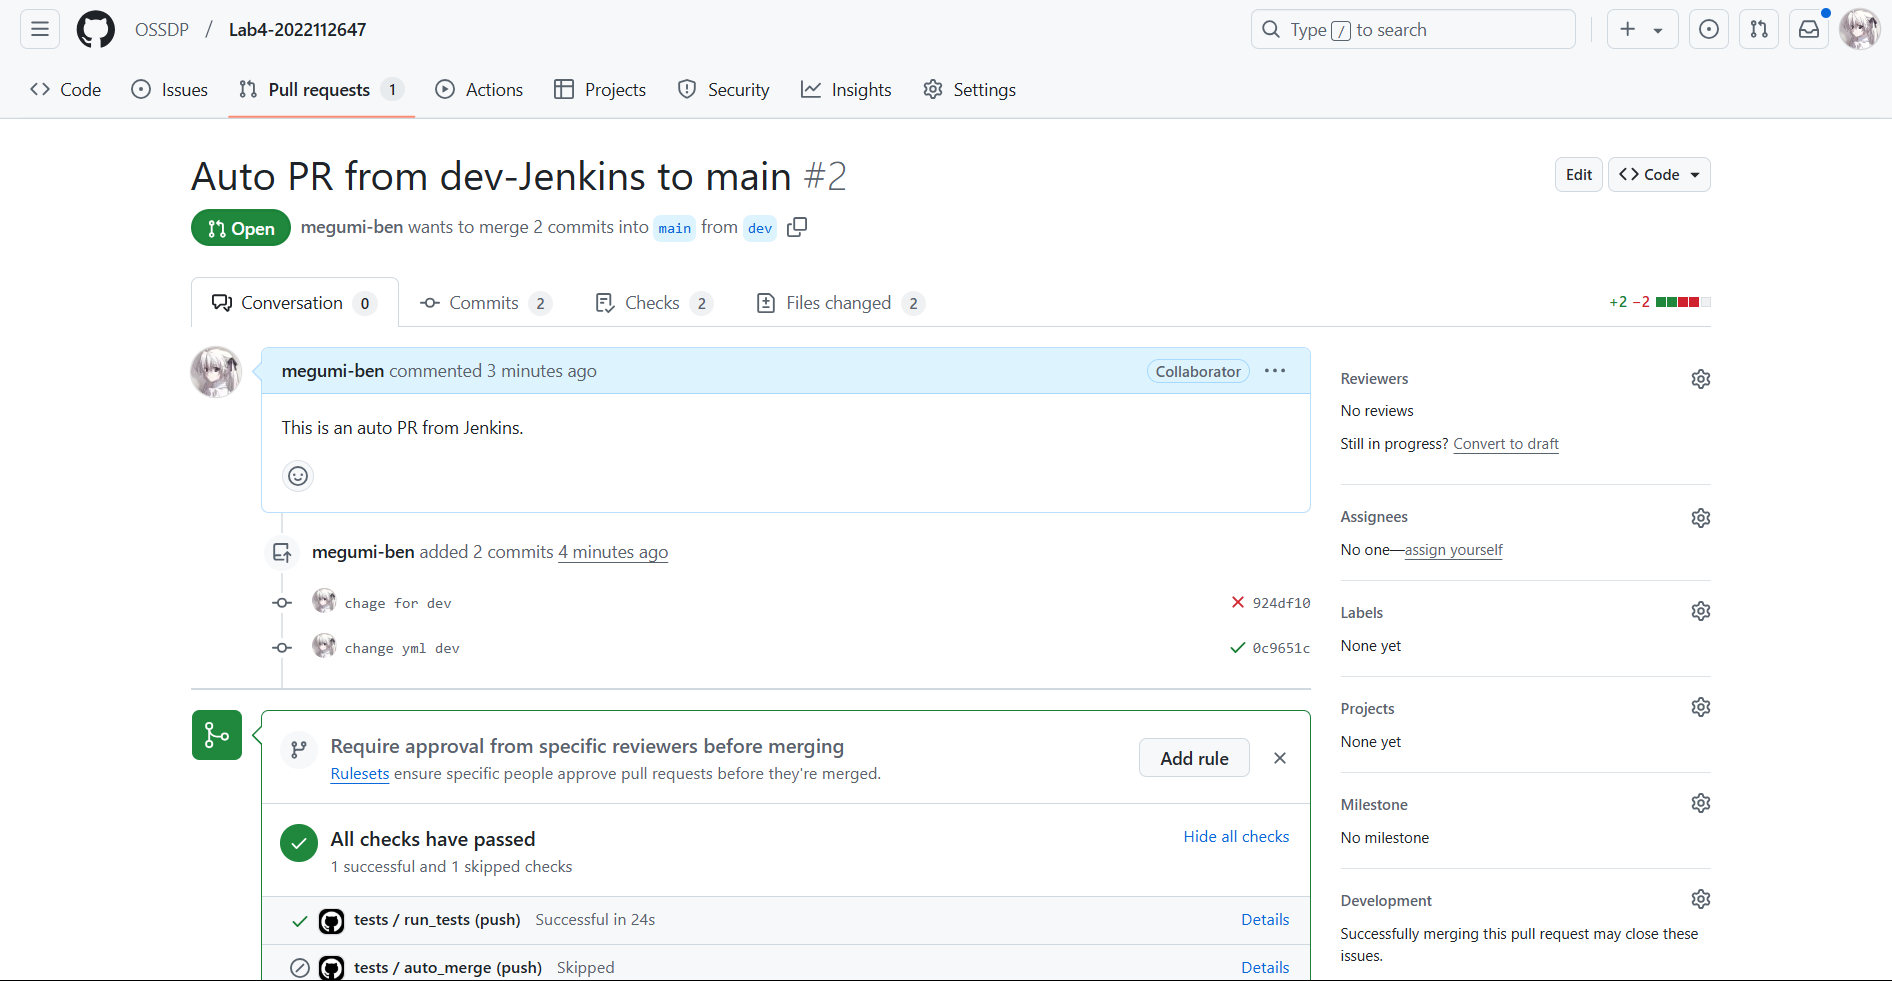 OSSDP / Lab4-2022112647
Type / to search
Code
Issues
Pull requests 1
Actions
Projects
Security
Insights
Settings
Auto PR from dev-Jenkins to main #2
Edit
Code
Open
megumi-ben wants to merge 2 commits into main from dev
Conversation 0
Commits 2
Checks 2
Files changed 2
+2 −2
megumi-ben commented 3 minutes ago
Collaborator
This is an auto PR from Jenkins.
megumi-ben added 2 commits 4 minutes ago
chage for dev
924df10
change yml dev
0c9651c
Require approval from specific reviewers before merging
Rulesets ensure specific people approve pull requests before they're merged.
Add rule
All checks have passed
1 successful and 1 skipped checks
Hide all checks
tests / run_tests (push) Successful in 24s
Details
tests / auto_merge (push) Skipped
Details
Reviewers
No reviews
Still in progress? Convert to draft
Assignees
No one—assign yourself
Labels
None yet
Projects
None yet
Milestone
No milestone
Development
Successfully merging this pull request may close these
issues.